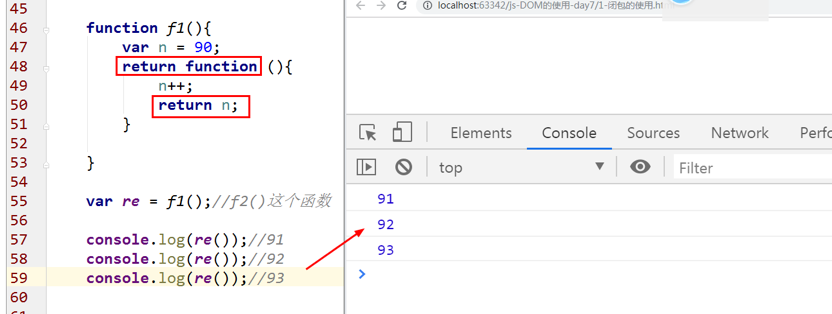 45
46 function f1(){
47 var n = 90;
48 return function (){
49 n++;
50 return n;
51 }
52
53 }
54
55 var re = f1();//f2()这个函数
56
57 console.log(re());//91
58 console.log(re());//92
59 console.log(re());//93
60
61
localhost:63342/js-DOM的使用-day7/1-闭包的使用.h
Elements Console Sources Network Perfo
top Filter
91
92
93